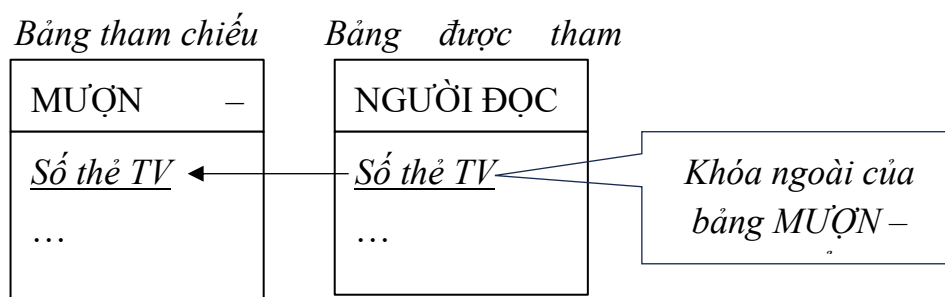 Bảng tham chiếu
Bảng được tham
MƯỢN –
NGƯỜI ĐỌC
Số thẻ TV
Số thẻ TV
…
…
Khóa ngoài của
bảng MƯỢN –